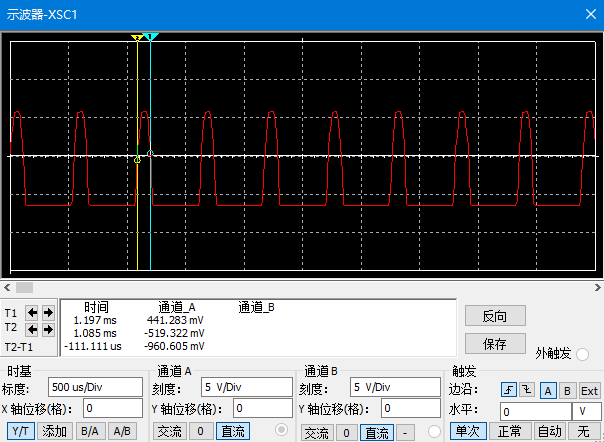 示波器-XSC1
2 1
时间 通道_A 通道_B
T1 1.197 ms 441.283 mV
T2 1.085 ms -519.322 mV
T2-T1 -111.111 us -960.605 mV
反向
保存
外触发
时基 通道 A 通道 B 触发
标度: 500 us/Div 刻度: 5 V/Div 刻度: 5 V/Div 边沿: A B Ext
X 轴位移(格): 0 Y 轴位移(格): 0 Y 轴位移(格): 0 水平: 0 V
Y/T 添加 B/A A/B 交流 0 直流 交流 0 直流 - 单次 正常 自动 无